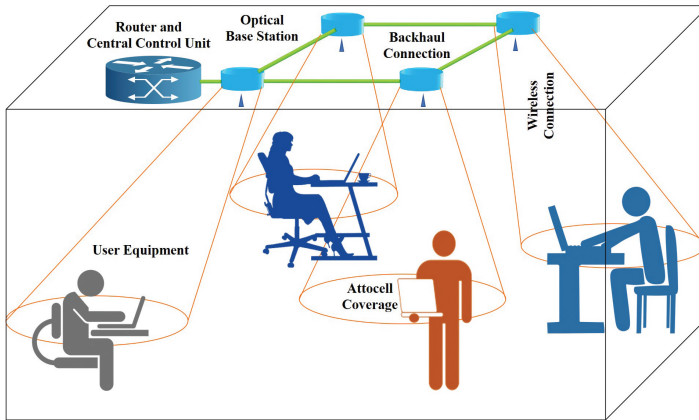 Router and
Central Control Unit
Optical
Base Station
Backhaul
Connection
Wireless
Connection
User Equipment
Attocell
Coverage